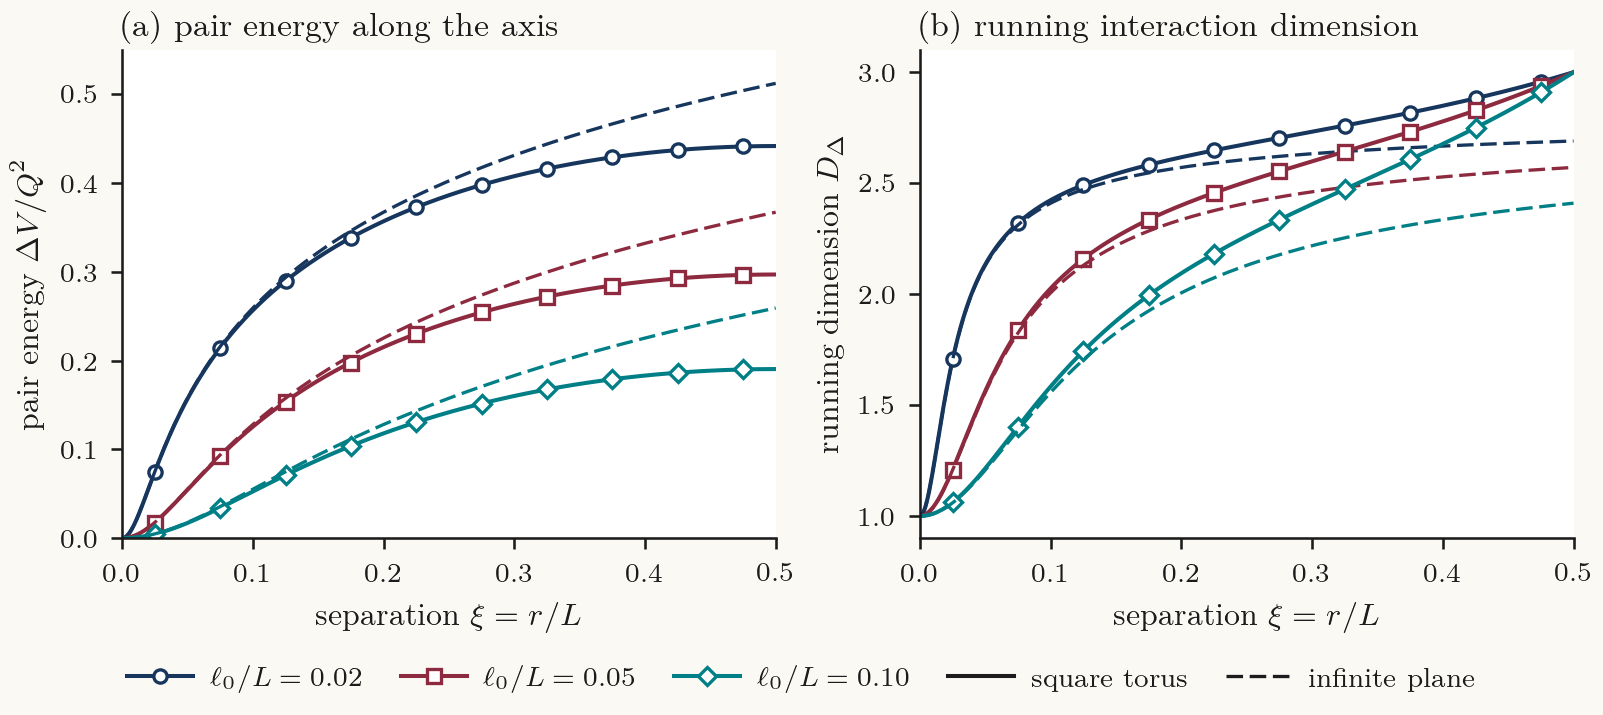 (a) pair energy along the axis
pair energy ΔV/Q²
0.5
0.4
0.3
0.2
0.1
0.0
0.0 0.1 0.2 0.3 0.4 0.5
separation ξ = r/L
(b) running interaction dimension
running dimension D_Δ
3.0
2.5
2.0
1.5
1.0
0.0 0.1 0.2 0.3 0.4 0.5
separation ξ = r/L
ℓ₀/L = 0.02 ℓ₀/L = 0.05 ℓ₀/L = 0.10 square torus infinite plane